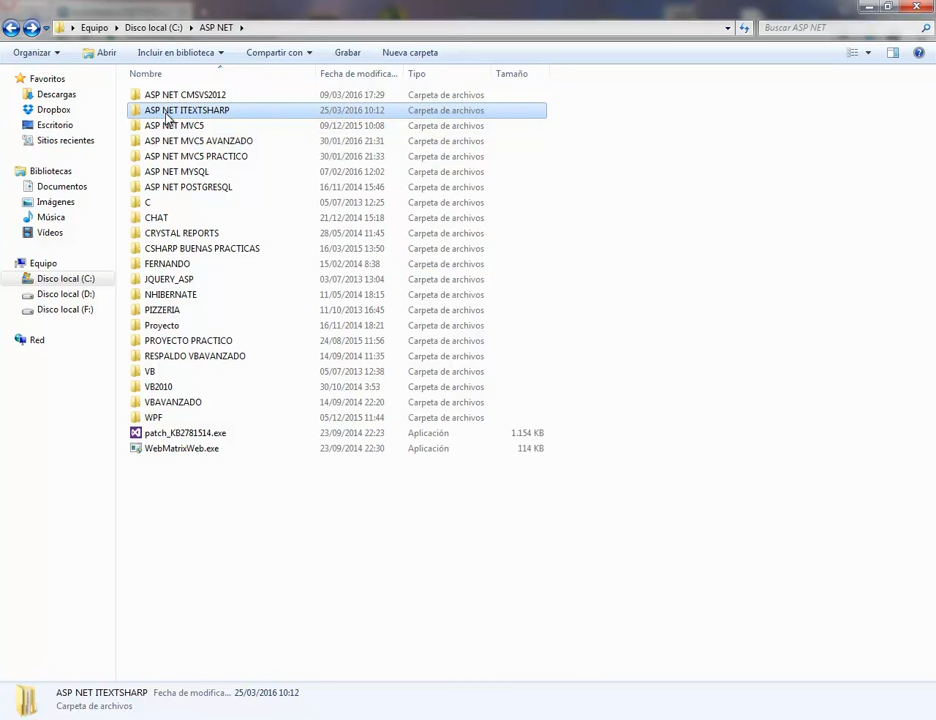 Equipo ▸ Disco local (C:) ▸ ASP NET ▸
Buscar ASP NET
Organizar Abrir Incluir en biblioteca Compartir con Grabar Nueva carpeta
Nombre Fecha de modifica... Tipo Tamaño
Favoritos
Descargas
Dropbox
Escritorio
Sitios recientes
Bibliotecas
Documentos
Imágenes
Música
Vídeos
Equipo
Disco local (C:)
Disco local (D:)
Disco local (F:)
Red
ASP NET CMSVS2012 09/03/2016 17:29 Carpeta de archivos
ASP NET ITEXTSHARP 25/03/2016 10:12 Carpeta de archivos
ASP NET MVC5 09/12/2015 10:08 Carpeta de archivos
ASP NET MVC5 AVANZADO 30/01/2016 21:31 Carpeta de archivos
ASP NET MVC5 PRACTICO 30/01/2016 21:33 Carpeta de archivos
ASP NET MYSQL 07/02/2016 12:02 Carpeta de archivos
ASP NET POSTGRESQL 16/11/2014 15:46 Carpeta de archivos
C 05/07/2013 12:25 Carpeta de archivos
CHAT 21/12/2014 15:18 Carpeta de archivos
CRYSTAL REPORTS 28/05/2014 11:45 Carpeta de archivos
CSHARP BUENAS PRACTICAS 16/03/2015 13:50 Carpeta de archivos
FERNANDO 15/02/2014 8:38 Carpeta de archivos
JQUERY_ASP 03/07/2013 13:04 Carpeta de archivos
NHIBERNATE 11/05/2014 18:15 Carpeta de archivos
PIZZERIA 11/10/2013 16:45 Carpeta de archivos
Proyecto 16/11/2014 18:21 Carpeta de archivos
PROYECTO PRACTICO 24/08/2015 11:56 Carpeta de archivos
RESPALDO VBAVANZADO 14/09/2014 11:35 Carpeta de archivos
VB 05/07/2013 12:38 Carpeta de archivos
VB2010 30/10/2014 3:53 Carpeta de archivos
VBAVANZADO 14/09/2014 22:20 Carpeta de archivos
WPF 05/12/2015 11:44 Carpeta de archivos
patch_KB2781514.exe 23/09/2014 22:23 Aplicación 1.154 KB
WebMatrixWeb.exe 23/09/2014 22:30 Aplicación 114 KB
ASP NET ITEXTSHARP Fecha de modifica... 25/03/2016 10:12
Carpeta de archivos